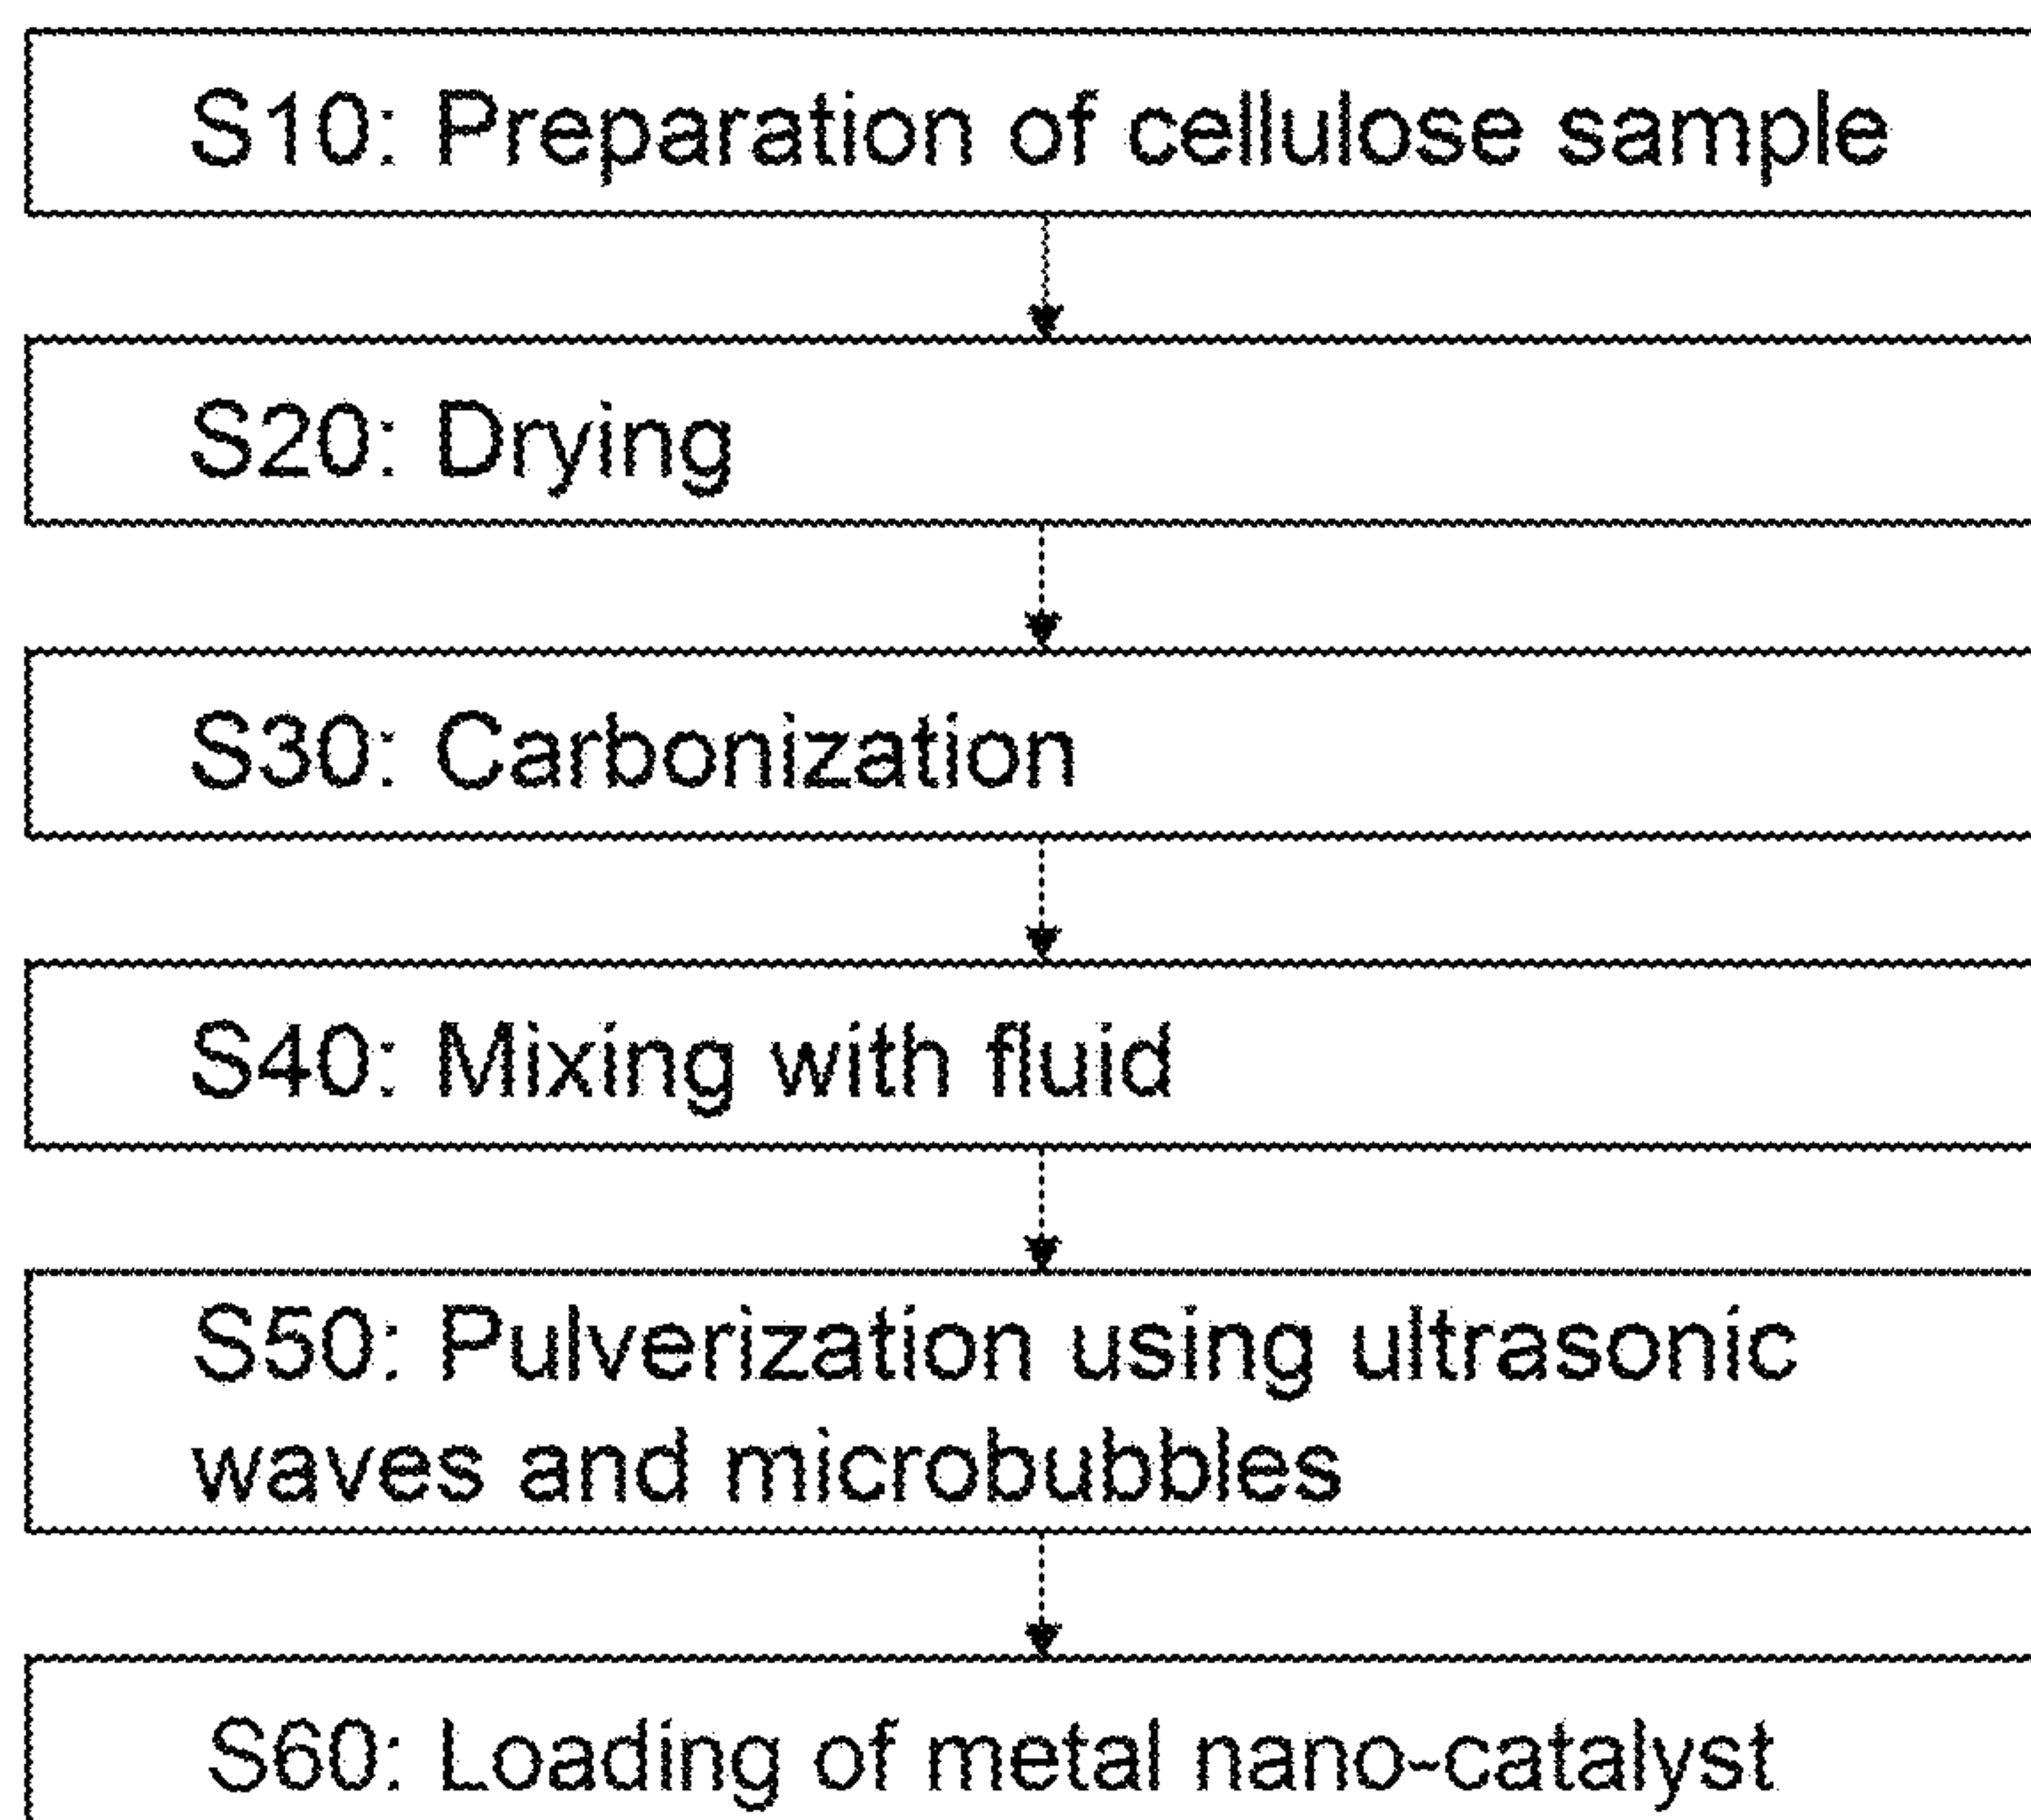 S10: Preparation of cellulose sample
S20: Drying
S30: Carbonization
S40: Mixing with fluid
S50: Pulverization using ultrasonic
waves and microbubbles
S60: Loading of metal nano-catalyst